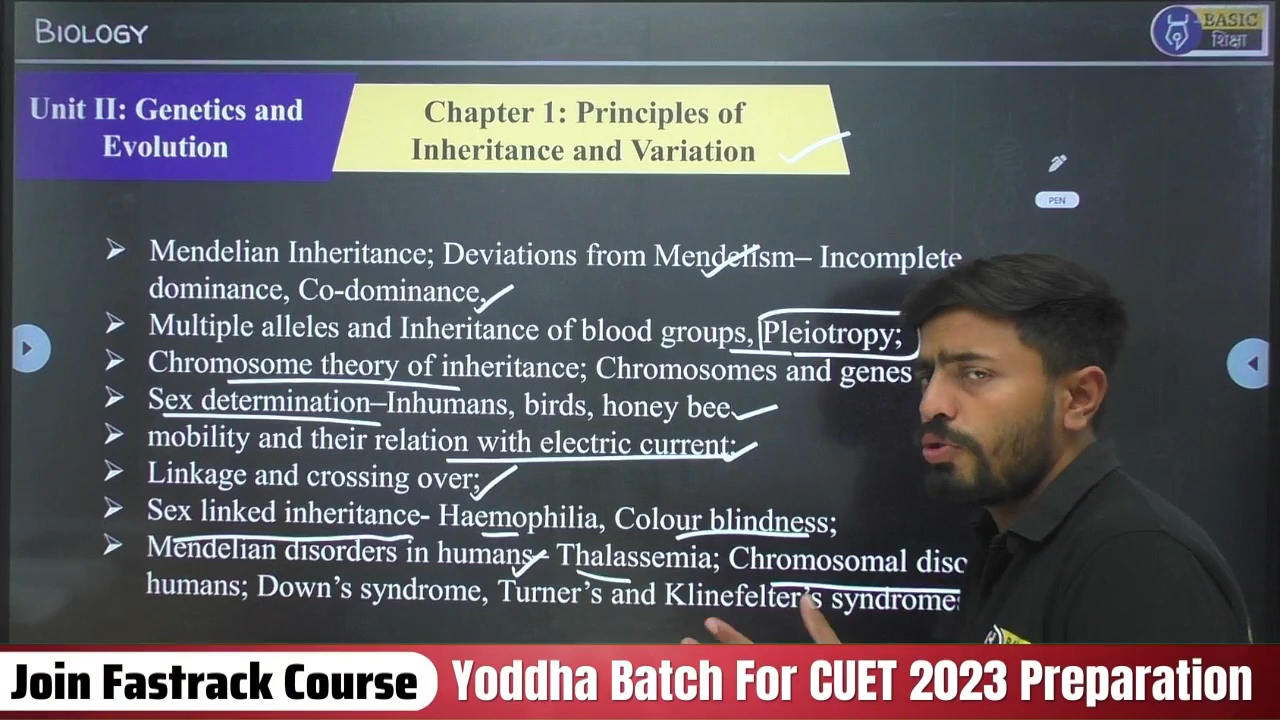 BIOLOGY
BASIC
शिक्षा
Unit II: Genetics and
Evolution
Chapter 1: Principles of
Inheritance and Variation
PEN
➢ Mendelian Inheritance; Deviations from Mendelism– Incomplete
dominance, Co-dominance,
➢ Multiple alleles and Inheritance of blood groups, Pleiotropy;
➢ Chromosome theory of inheritance; Chromosomes and genes
➢ Sex determination–Inhumans, birds, honey bee
➢ mobility and their relation with electric current;
➢ Linkage and crossing over;
➢ Sex linked inheritance- Haemophilia, Colour blindness;
➢ Mendelian disorders in humans– Thalassemia; Chromosomal diso
humans; Down's syndrome, Turner's and Klinefelter's syndrome
Join Fastrack Course
Yoddha Batch For CUET 2023 Preparation